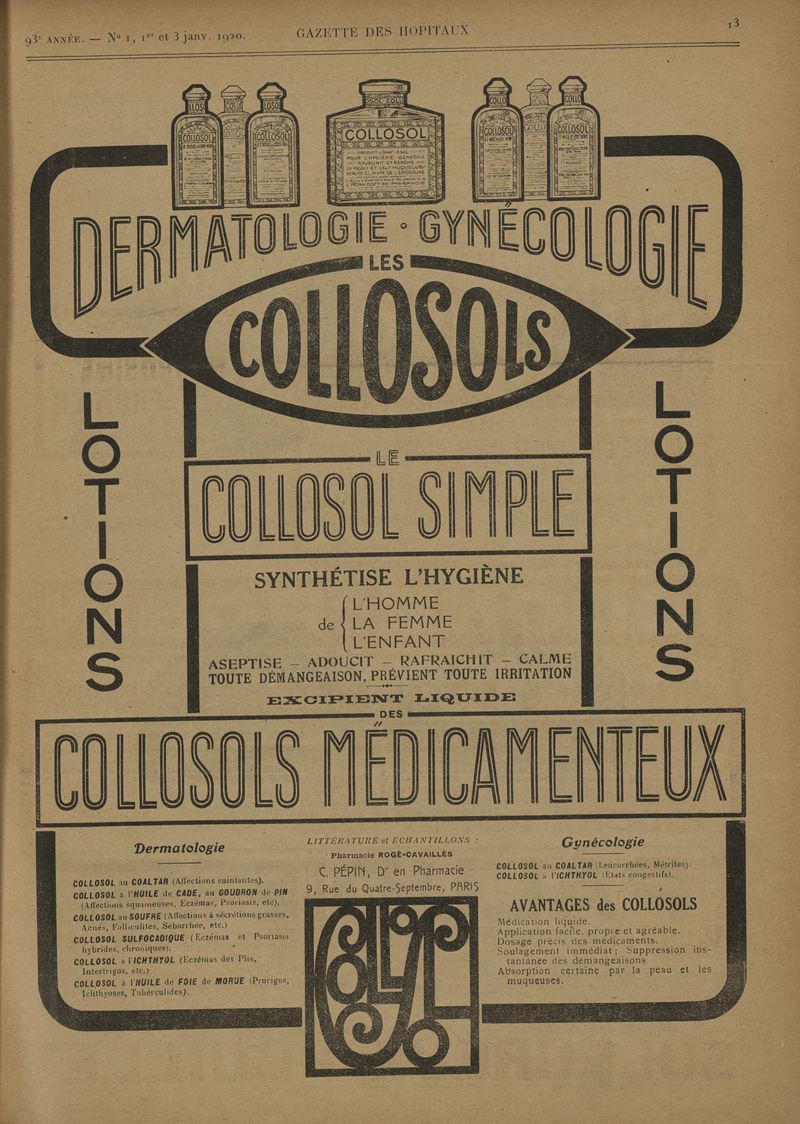 93e ANNÉE. — No 1, 1er et 3 janv. 1920.
GAZETTE DES HOPITAUX
13
COLLOSOL
DERMATOLOGIE • GYNÉCOLOGIE
LES
COLLOSOLS
LOTIONS
LOTIONS
LE
COLLOSOL SIMPLE
SYNTHÉTISE L'HYGIÈNE
de { L'HOMME
LA FEMME
L'ENFANT
ASEPTISE — ADOUCIT — RAFRAICHIT — CALME
TOUTE DÉMANGEAISON, PRÉVIENT TOUTE IRRITATION
EXCIPIENT LIQUIDE
DES
COLLOSOLS MÉDICAMENTEUX
Dermatologie
COLLOSOL au COALTAR (Affections suintantes).
COLLOSOL à l'HUILE de CADE, au GOUDRON de PIN
(Affections squameuses, Eczémas, Psoriasis, etc).
COLLOSOL au SOUFRE (Affections à sécrétions grasses,
Acnés, Folliculites, Séborrhée, etc.)
COLLOSOL SULFOCADIQUE (Eczémas et Psoriasis
hybrides, chroniques).
COLLOSOL à l'ICHTHYOL (Eczémas des Plis,
Intertrigos, etc.)
COLLOSOL à l'HUILE de FOIE de MORUE (Prurigos,
Ichthyoses, Tuberculides).
LITTÉRATURE et ECHANTILLONS :
Pharmacie ROGÉ-CAVAILLÈS
C. PÉPIN, Dr en Pharmacie
9, Rue du Quatre-Septembre, PARIS
Gynécologie
COLLOSOL au COALTAR (Leucorrhées, Métrites).
COLLOSOL à l'ICHTHYOL (Etats congestifs).
AVANTAGES des COLLOSOLS
Médication liquide.
Application facile, propre et agréable.
Dosage précis des médicaments.
Soulagement immédiat ; Suppression ins-
tantanée des démangeaisons
Absorption certaine par la peau et les
muqueuses.